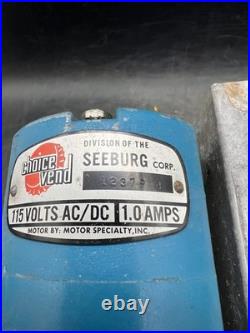 choice
vend
DIVISION OF THE
SEEBURG CORP.
115 VOLTS AC/DC 1.0 AMPS
MOTOR BY: MOTOR SPECIALTY, INC.